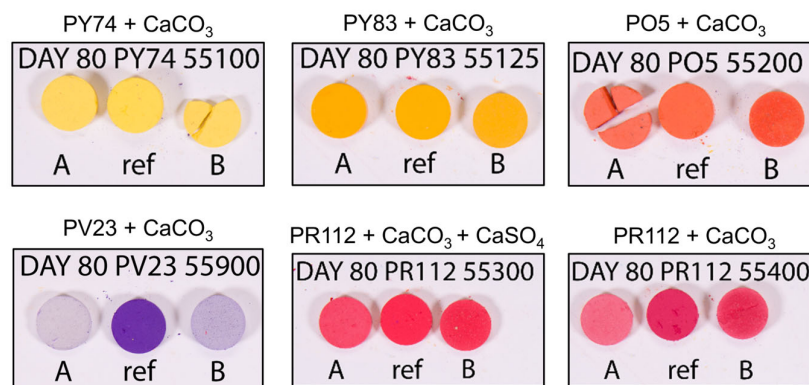 PY74 + CaCO₃
DAY 80 PY74 55100
A ref B
PY83 + CaCO₃
DAY 80 PY83 55125
A ref B
PO5 + CaCO₃
DAY 80 PO5 55200
A ref B
PV23 + CaCO₃
DAY 80 PV23 55900
A ref B
PR112 + CaCO₃ + CaSO₄
DAY 80 PR112 55300
A ref B
PR112 + CaCO₃
DAY 80 PR112 55400
A ref B